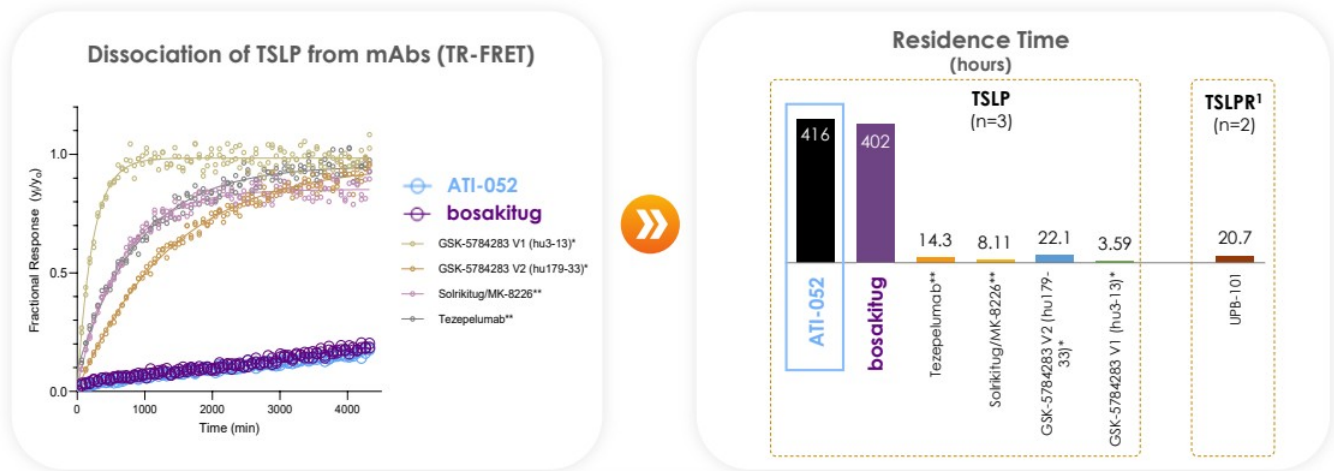 Dissociation of TSLP from mAbs (TR-FRET)
Fractional Response (y/y₀)
1.0
0.5
0.0
0
1000
2000
3000
4000
Time (min)
ATI-052
bosakitug
GSK-5784283 V1 (hu3-13)*
GSK-5784283 V2 (hu179-33)*
Solrikitug/MK-8226**
Tezepelumab**
Residence Time
(hours)
TSLP
(n=3)
TSLPR¹
(n=2)
416
402
14.3
8.11
22.1
3.59
20.7
ATI-052
bosakitug
Tezepelumab**
Solrikitug/MK-8226**
GSK-5784283 V2 (hu179-
33)*
GSK-5784283 V1 (hu3-13)*
UPB-101